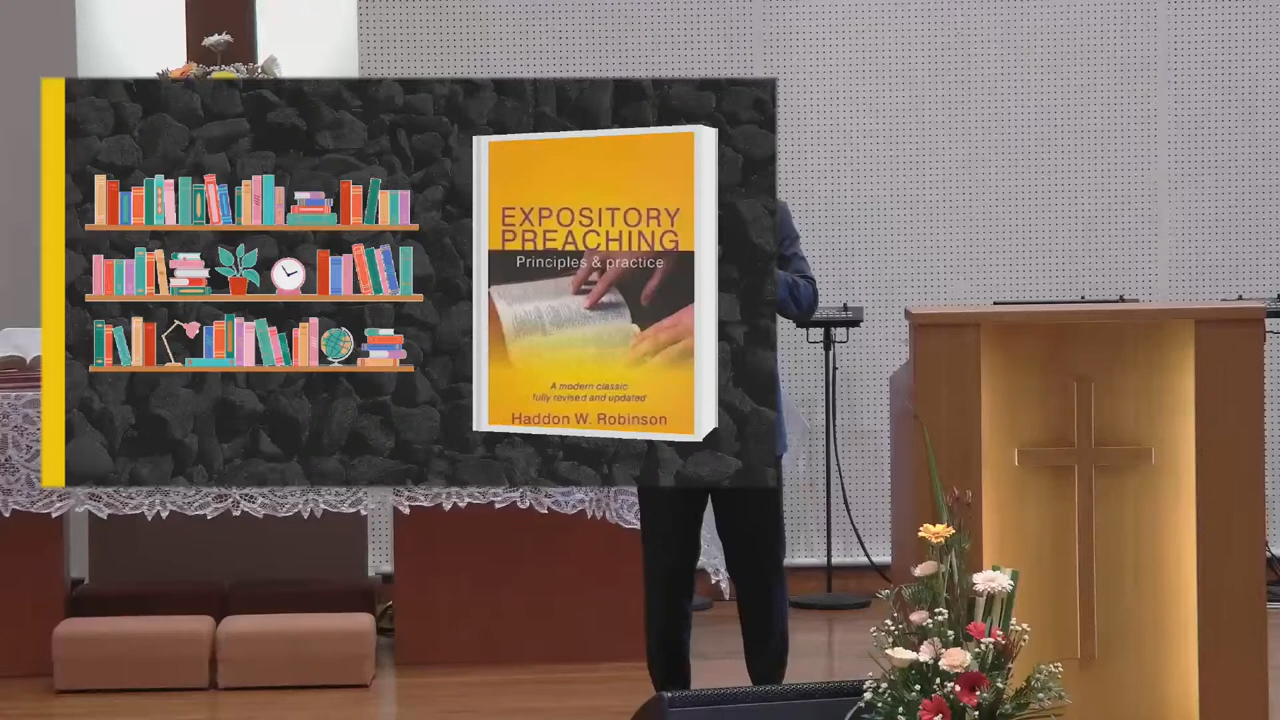 EXPOSITORY
PREACHING
Principles & practice
A modern classic
fully revised and updated
Haddon W. Robinson